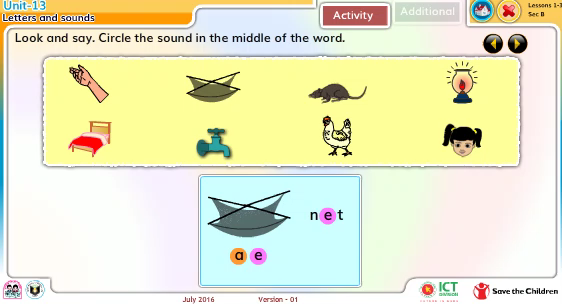 Unit-13
Letters and sounds
Activity
Additional
Lessons 1-3
Sec B
Look and say. Circle the sound in the middle of the word.
net
a e
July 2016 Version - 01
ICT
DIVISION
Save the Children